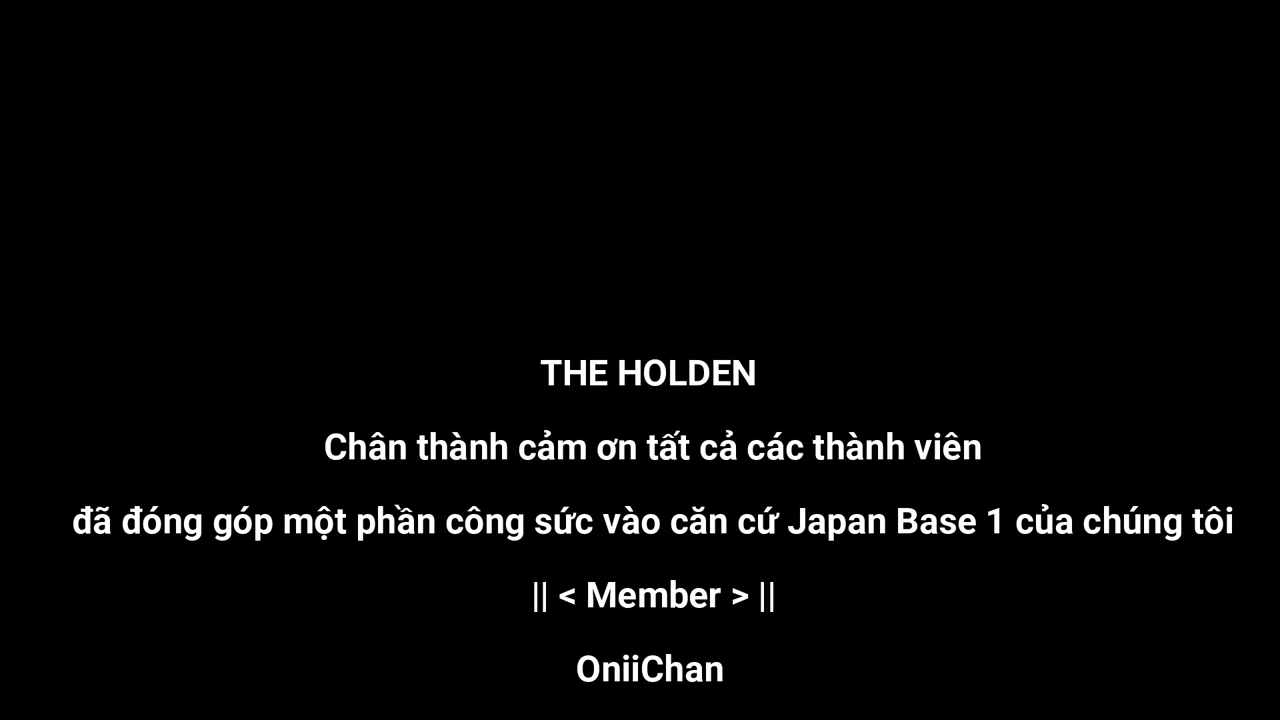 THE HOLDEN
Chân thành cảm ơn tất cả các thành viên
đã đóng góp một phần công sức vào căn cứ Japan Base 1 của chúng tôi
|| < Member > ||
OniiChan